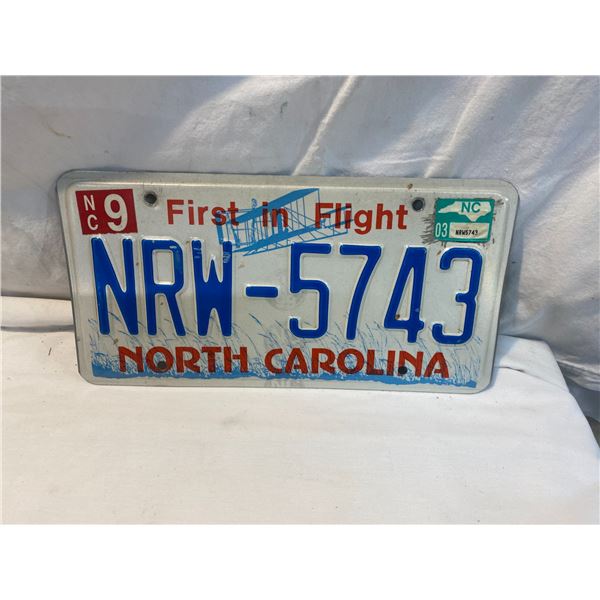 NC 9
First in Flight
NC
03 NRW5743
NRW-5743
NORTH CAROLINA